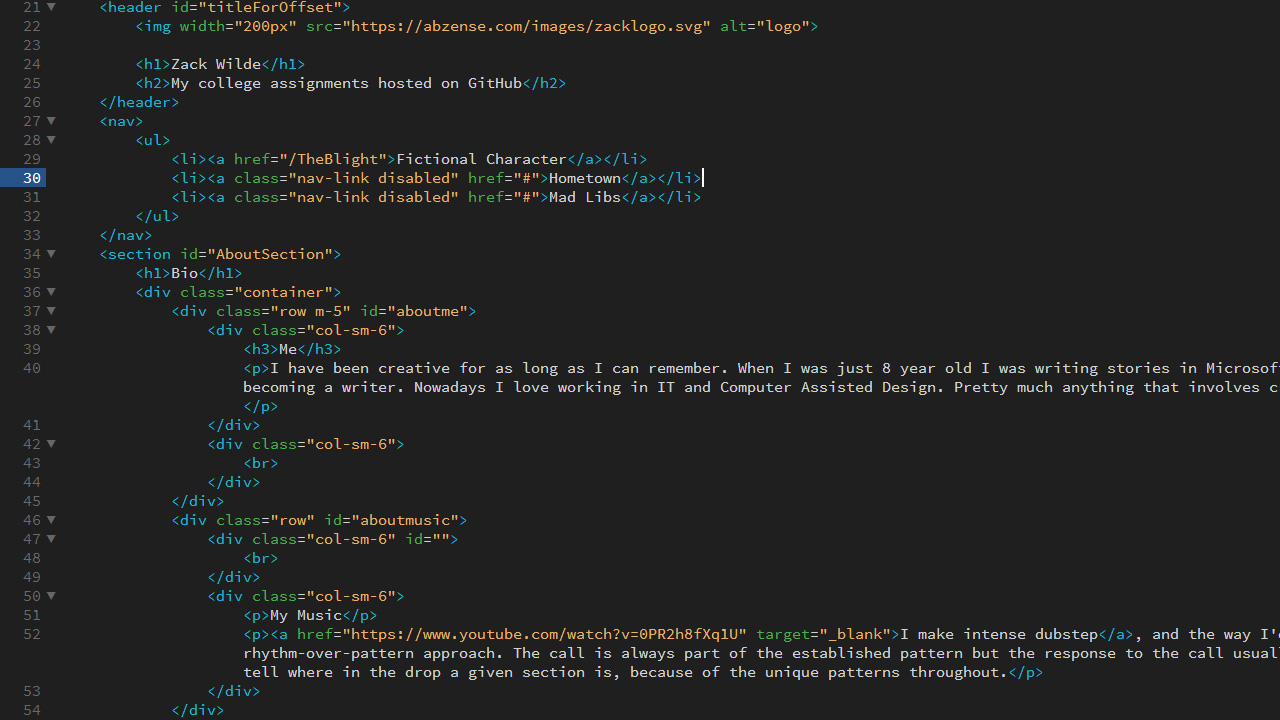 21 <header id="titleForOffset">
22 <img width="200px" src="https://abzense.com/images/zacklogo.svg" alt="logo">
23
24 <h1>Zack Wilde</h1>
25 <h2>My college assignments hosted on GitHub</h2>
26 </header>
27 <nav>
28 <ul>
29 <li><a href="/TheBlight">Fictional Character</a></li>
30 <li><a class="nav-link disabled" href="#">Hometown</a></li>
31 <li><a class="nav-link disabled" href="#">Mad Libs</a></li>
32 </ul>
33 </nav>
34 <section id="AboutSection">
35 <h1>Bio</h1>
36 <div class="container">
37 <div class="row m-5" id="aboutme">
38 <div class="col-sm-6">
39 <h3>Me</h3>
40 <p>I have been creative for as long as I can remember. When I was just 8 year old I was writing stories in Microsof
becoming a writer. Nowadays I love working in IT and Computer Assisted Design. Pretty much anything that involves c
</p>
41 </div>
42 <div class="col-sm-6">
43 <br>
44 </div>
45 </div>
46 <div class="row" id="aboutmusic">
47 <div class="col-sm-6" id="">
48 <br>
49 </div>
50 <div class="col-sm-6">
51 <p>My Music</p>
52 <p><a href="https://www.youtube.com/watch?v=0PR2h8fXq1U" target="_blank">I make intense dubstep</a>, and the way I'
rhythm-over-pattern approach. The call is always part of the established pattern but the response to the call usual
tell where in the drop a given section is, because of the unique patterns throughout.</p>
53 </div>
54 </div>